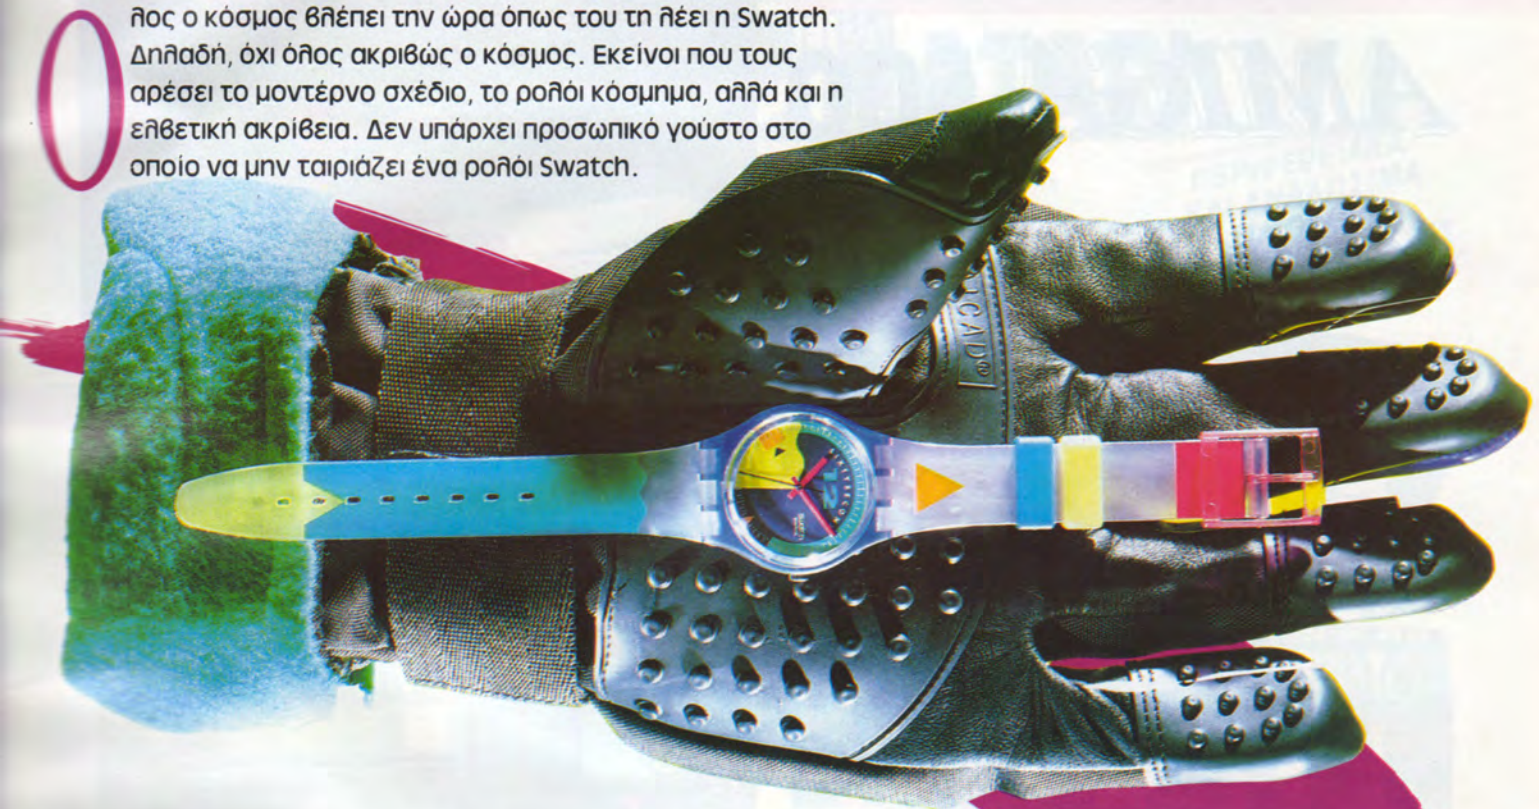 Όλος ο κόσμος βλέπει την ώρα όπως του τη λέει η Swatch.
Δηλαδή, όχι όλος ακριβώς ο κόσμος. Εκείνοι που τους
αρέσει το μοντέρνο σχέδιο, το ρολόι κόσμημα, αλλά και η
ελβετική ακρίβεια. Δεν υπάρχει προσωπικό γούστο στο
οποίο να μην ταιριάζει ένα ρολόι Swatch.
12